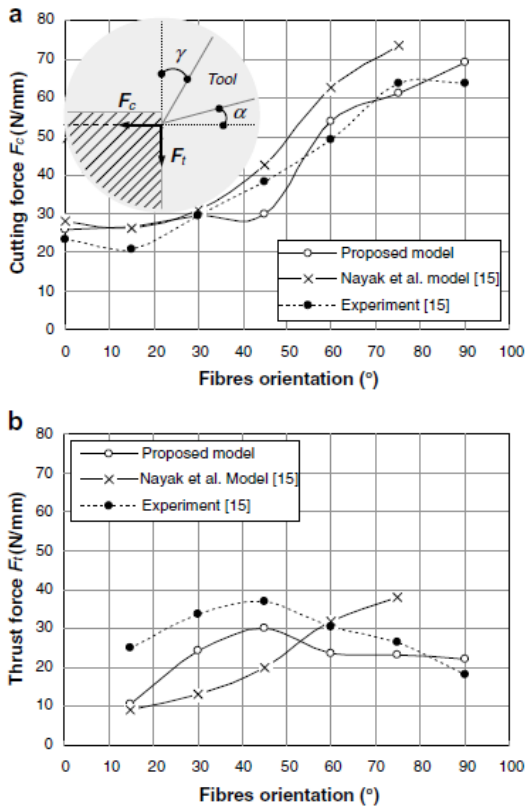 a
80
70
60
50
40
30
20
10
0
Cutting force Fc (N/mm)
γ
Tool
Fc
α
Ft
Proposed model
Nayak et al. model [15]
Experiment [15]
0 10 20 30 40 50 60 70 80 90 100
Fibres orientation (°)
b
80
70
60
50
40
30
20
10
0
Thrust force Ft (N/mm)
Proposed model
Nayak et al. Model [15]
Experiment [15]
0 10 20 30 40 50 60 70 80 90 100
Fibres orientation (°)